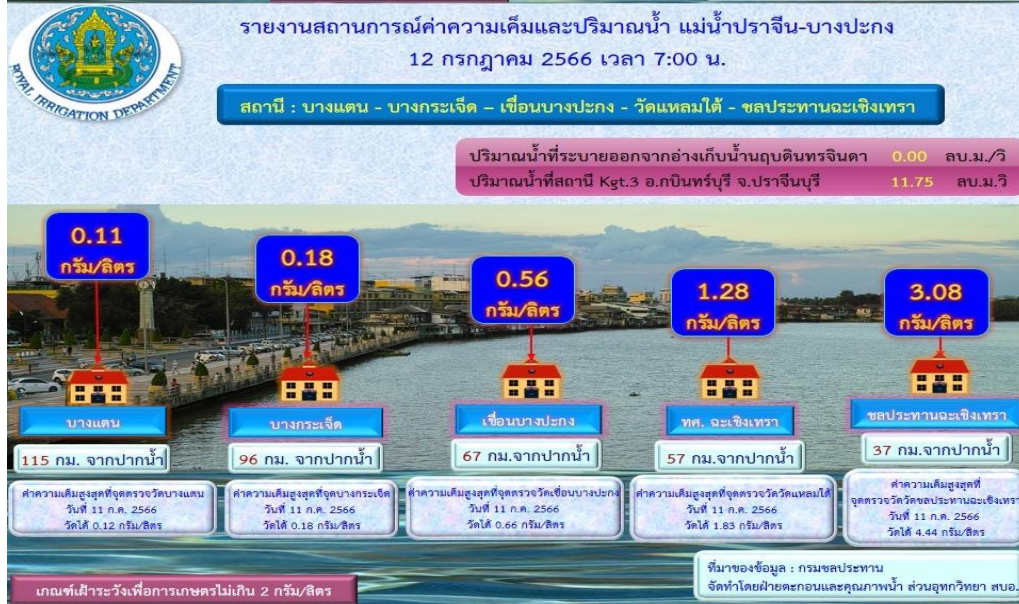 รายงานสถานการณ์ค่าความเค็มและปริมาณน้ำ แม่น้ำปราจีน-บางปะกง
12 กรกฎาคม 2566 เวลา 7:00 น.
ROYAL IRRIGATION DEPARTMENT
สถานี : บางแตน - บางกระเจ็ด – เขื่อนบางปะกง - วัดแหลมใต้ - ชลประทานฉะเชิงเทรา
ปริมาณน้ำที่ระบายออกจากอ่างเก็บน้ำนฤบดินทรจินดา 0.00 ลบ.ม./วิ
ปริมาณน้ำที่สถานี Kgt.3 อ.กบินทร์บุรี จ.ปราจีนบุรี 11.75 ลบ.ม.วิ
0.11
กรัม/ลิตร
0.18
กรัม/ลิตร
0.56
กรัม/ลิตร
1.28
กรัม/ลิตร
3.08
กรัม/ลิตร
บางแตน
บางกระเจ็ด
เขื่อนบางปะกง
ทศ. ฉะเชิงเทรา
ชลประทานฉะเชิงเทรา
115 กม. จากปากน้ำ
96 กม. จากปากน้ำ
67 กม.จากปากน้ำ
57 กม.จากปากน้ำ
37 กม.จากปากน้ำ
ค่าความเค็มสูงสุดที่จุดตรวจวัดบางแตน
วันที่ 11 ก.ค. 2566
วัดได้ 0.12 กรัม/ลิตร
ค่าความเค็มสูงสุดที่จุดบางกระเจ็ด
วันที่ 11 ก.ค. 2566
วัดได้ 0.18 กรัม/ลิตร
ค่าความเค็มสูงสุดที่จุดตรวจวัดเขื่อนบางปะกง
วันที่ 11 ก.ค. 2566
วัดได้ 0.66 กรัม/ลิตร
ค่าความเค็มสูงสุดที่จุดตรวจวัดวัดแหลมใต้
วันที่ 11 ก.ค. 2566
วัดได้ 1.83 กรัม/ลิตร
ค่าความเค็มสูงสุดที่
จุดตรวจวัดวัดชลประทานฉะเชิงเทรา
วันที่ 11 ก.ค. 2566
วัดได้ 4.44 กรัม/ลิตร
เกณฑ์เฝ้าระวังเพื่อการเกษตรไม่เกิน 2 กรัม/ลิตร
ที่มาของข้อมูล : กรมชลประทาน
จัดทำโดยฝ่ายตะกอนและคุณภาพน้ำ ส่วนอุทกวิทยา สบอ.